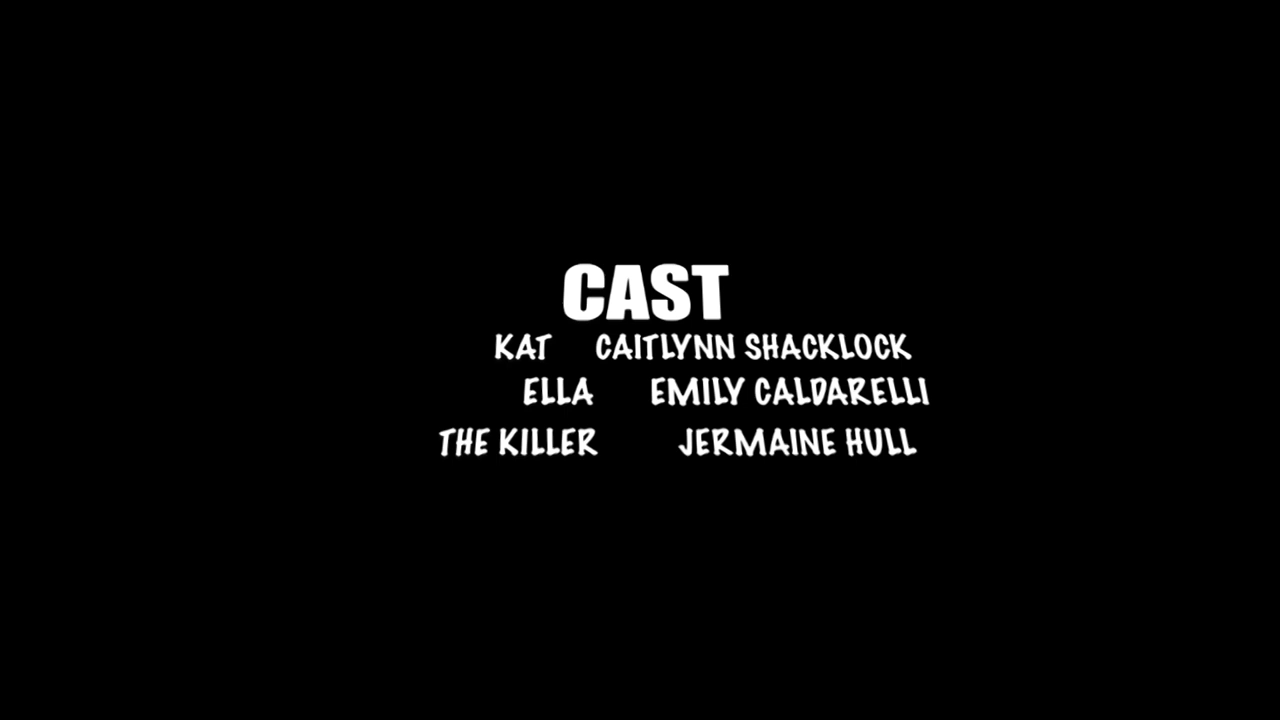 CAST
KAT CAITLYNN SHACKLOCK
ELLA EMILY CALDARELLI
THE KILLER JERMAINE HULL